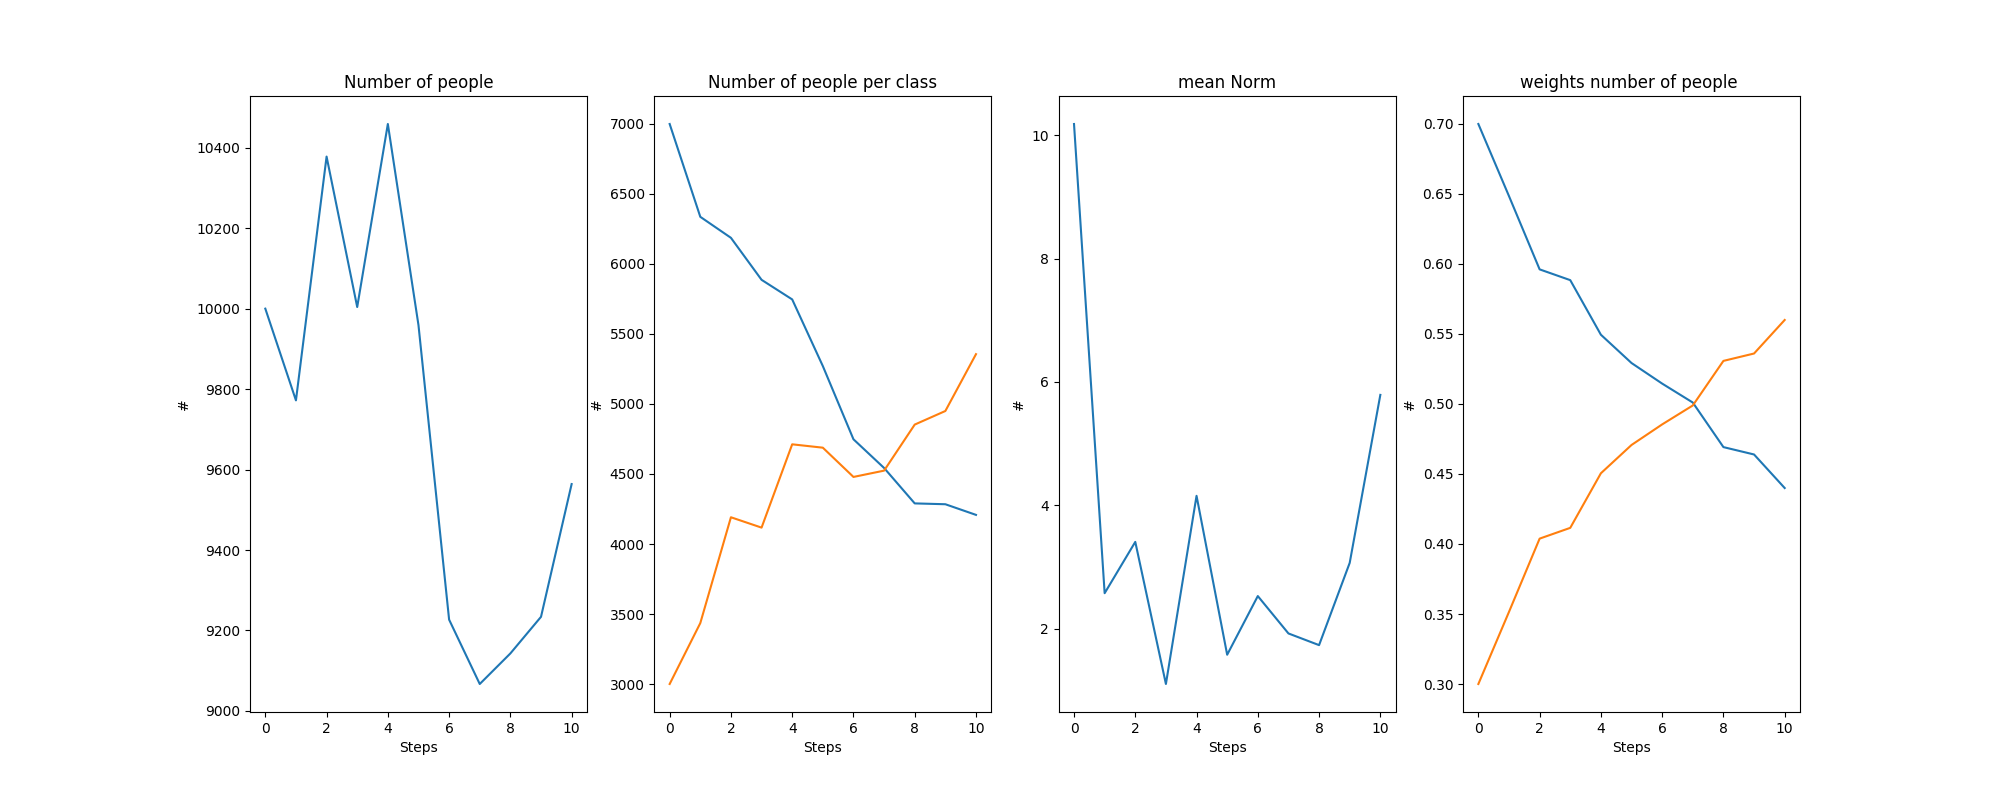 Number of people
10400
10200
10000
9800
9600
9400
9200
9000
#
0 2 4 6 8 10
Steps
Number of people per class
7000
6500
6000
5500
5000
4500
4000
3500
3000
#
0 2 4 6 8 10
Steps
mean Norm
10
8
6
4
2
#
0 2 4 6 8 10
Steps
weights number of people
0.70
0.65
0.60
0.55
0.50
0.45
0.40
0.35
0.30
#
0 2 4 6 8 10
Steps